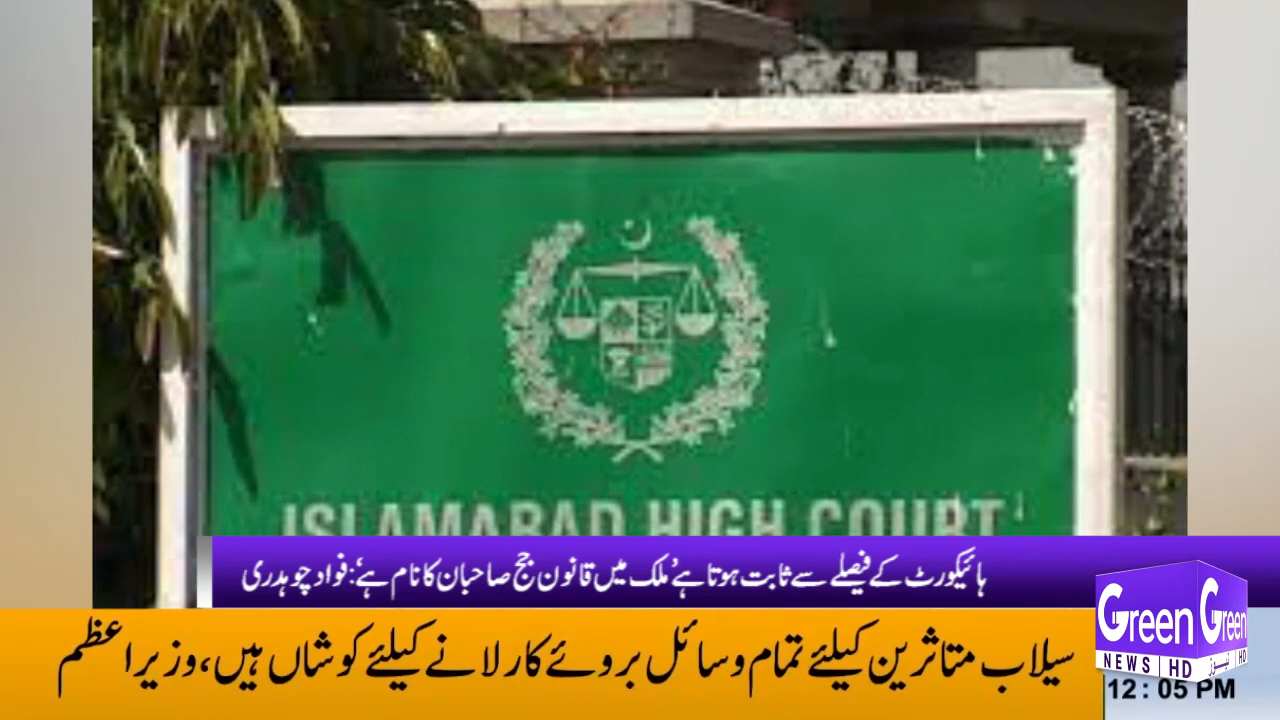 ISLAMABAD HIGH COURT
ہائیکورٹ کے فیصلے سے ثابت ہوتا ہے’ ملک میں قانون جج صاحبان کا نام ہے‘: فواد چوہدری
سیلاب متاثرین کیلئے تمام وسائل بروئے کار لانے کیلئے کوشاں ہیں، وزیراعظم
Green Green
NEWS HD نیوز HD
12 : 05 PM